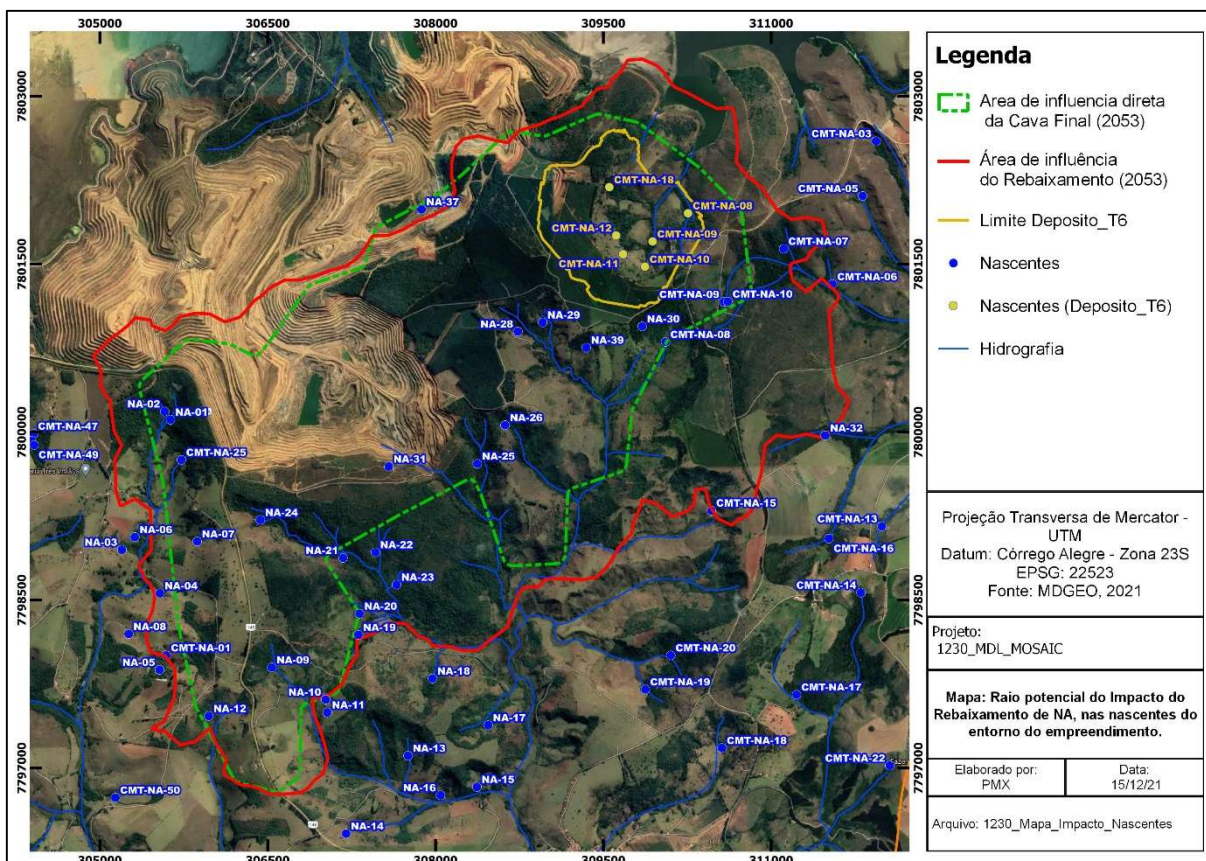 305000
306500
308000
309500
311000
7803000
7801500
7800000
7798500
7797000
CMT-NA-03
CMT-NA-18
CMT-NA-05
NA-37
CMT-NA-08
CMT-NA-12
CMT-NA-09
CMT-NA-07
CMT-NA-11
CMT-NA-10
CMT-NA-06
CMT-NA-09
CMT-NA-10
NA-29
NA-30
NA-28
CMT-NA-08
NA-39
NA-02
NA-01
NA-26
CMT-NA-47
NA-32
CMT-NA-49
CMT-NA-25
NA-31
NA-25
CMT-NA-15
NA-24
NA-06
NA-07
CMT-NA-13
NA-03
NA-21
NA-22
CMT-NA-16
NA-23
CMT-NA-14
NA-04
NA-20
NA-08
NA-19
CMT-NA-01
NA-05
NA-09
NA-18
CMT-NA-20
CMT-NA-19
CMT-NA-17
NA-10
NA-11
NA-12
NA-17
NA-13
CMT-NA-18
CMT-NA-22
NA-15
NA-16
CMT-NA-50
NA-14
305000
306500
308000
309500
311000
7803000
7801500
7800000
7798500
7797000
Legenda
Area de influencia direta
da Cava Final (2053)
Área de influência
do Rebaixamento (2053)
Limite Deposito_T6
Nascentes
Nascentes (Deposito_T6)
Hidrografia
Projeção Transversa de Mercator -
UTM
Datum: Córrego Alegre - Zona 23S
EPSG: 22523
Fonte: MDGEO, 2021
Projeto:
1230_MDL_MOSAIC
Mapa: Raio potencial do Impacto do
Rebaixamento de NA, nas nascentes do
entorno do empreendimento.
Elaborado por:
PMX
Data:
15/12/21
Arquivo: 1230_Mapa_Impacto_Nascentes